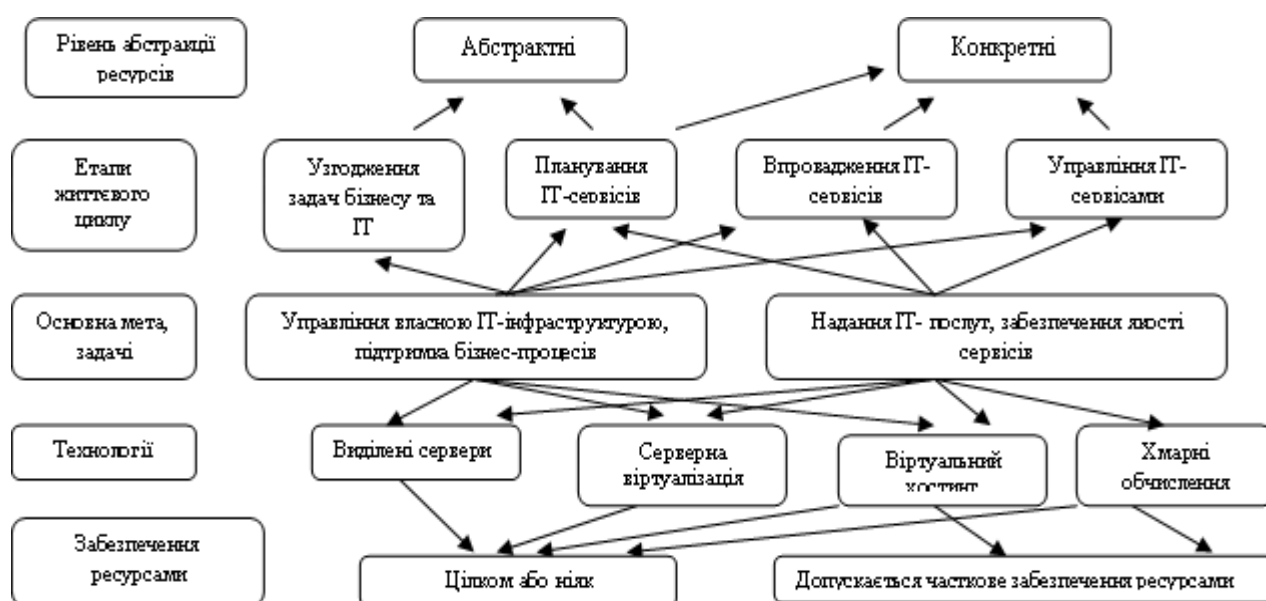 Рівень абстракції
ресурсів
Абстрактні
Конкретні
Етапи
життєвого
циклу
Узгодження
задач бізнесу та
ІТ
Планування
ІТ-сервісів
Впровадження ІТ-
сервісів
Управління ІТ-
сервісами
Основна мета,
задачі
Управління власною ІТ-інфраструктурою,
підтримка бізнес-процесів
Надання ІТ- послуг, забезпечення якості
сервісів
Технології
Виділені сервери
Серверна
віртуалізація
Віртуальний
хостинг
Хмарні
обчислення
Забезпечення
ресурсами
Цілком або ніяк
Допускається часткове забезпечення ресурсами